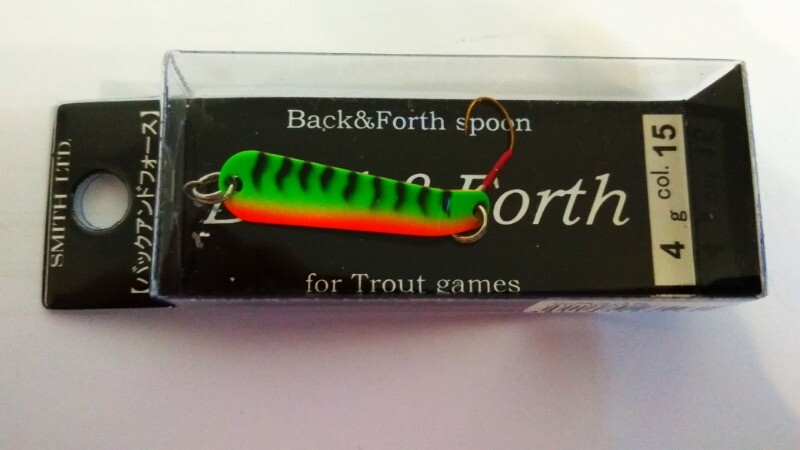 SMITH LTD.
【バックアンドフォース】
Back&Forth spoon
& Forth
for Trout games
4 g col. 15